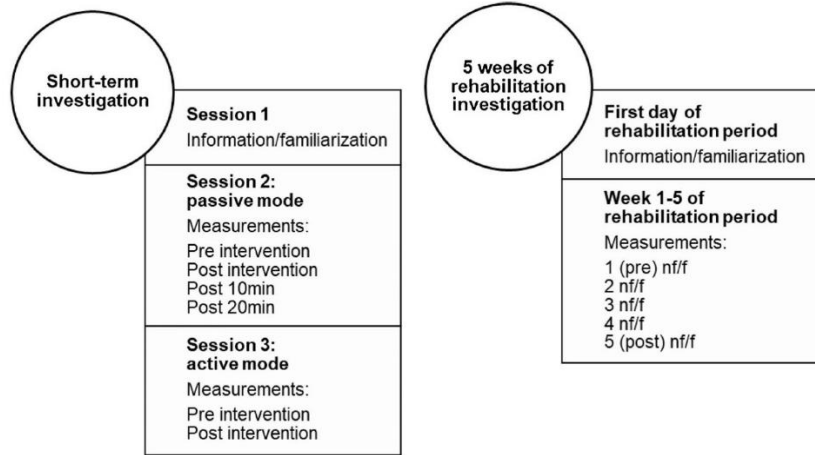 Short-term
investigation
Session 1
Information/familiarization
Session 2:
passive mode
Measurements:
Pre intervention
Post intervention
Post 10min
Post 20min
Session 3:
active mode
Measurements:
Pre intervention
Post intervention
5 weeks of
rehabilitation
investigation
First day of
rehabilitation period
Information/familiarization
Week 1-5 of
rehabilitation period
Measurements:
1 (pre) nf/f
2 nf/f
3 nf/f
4 nf/f
5 (post) nf/f